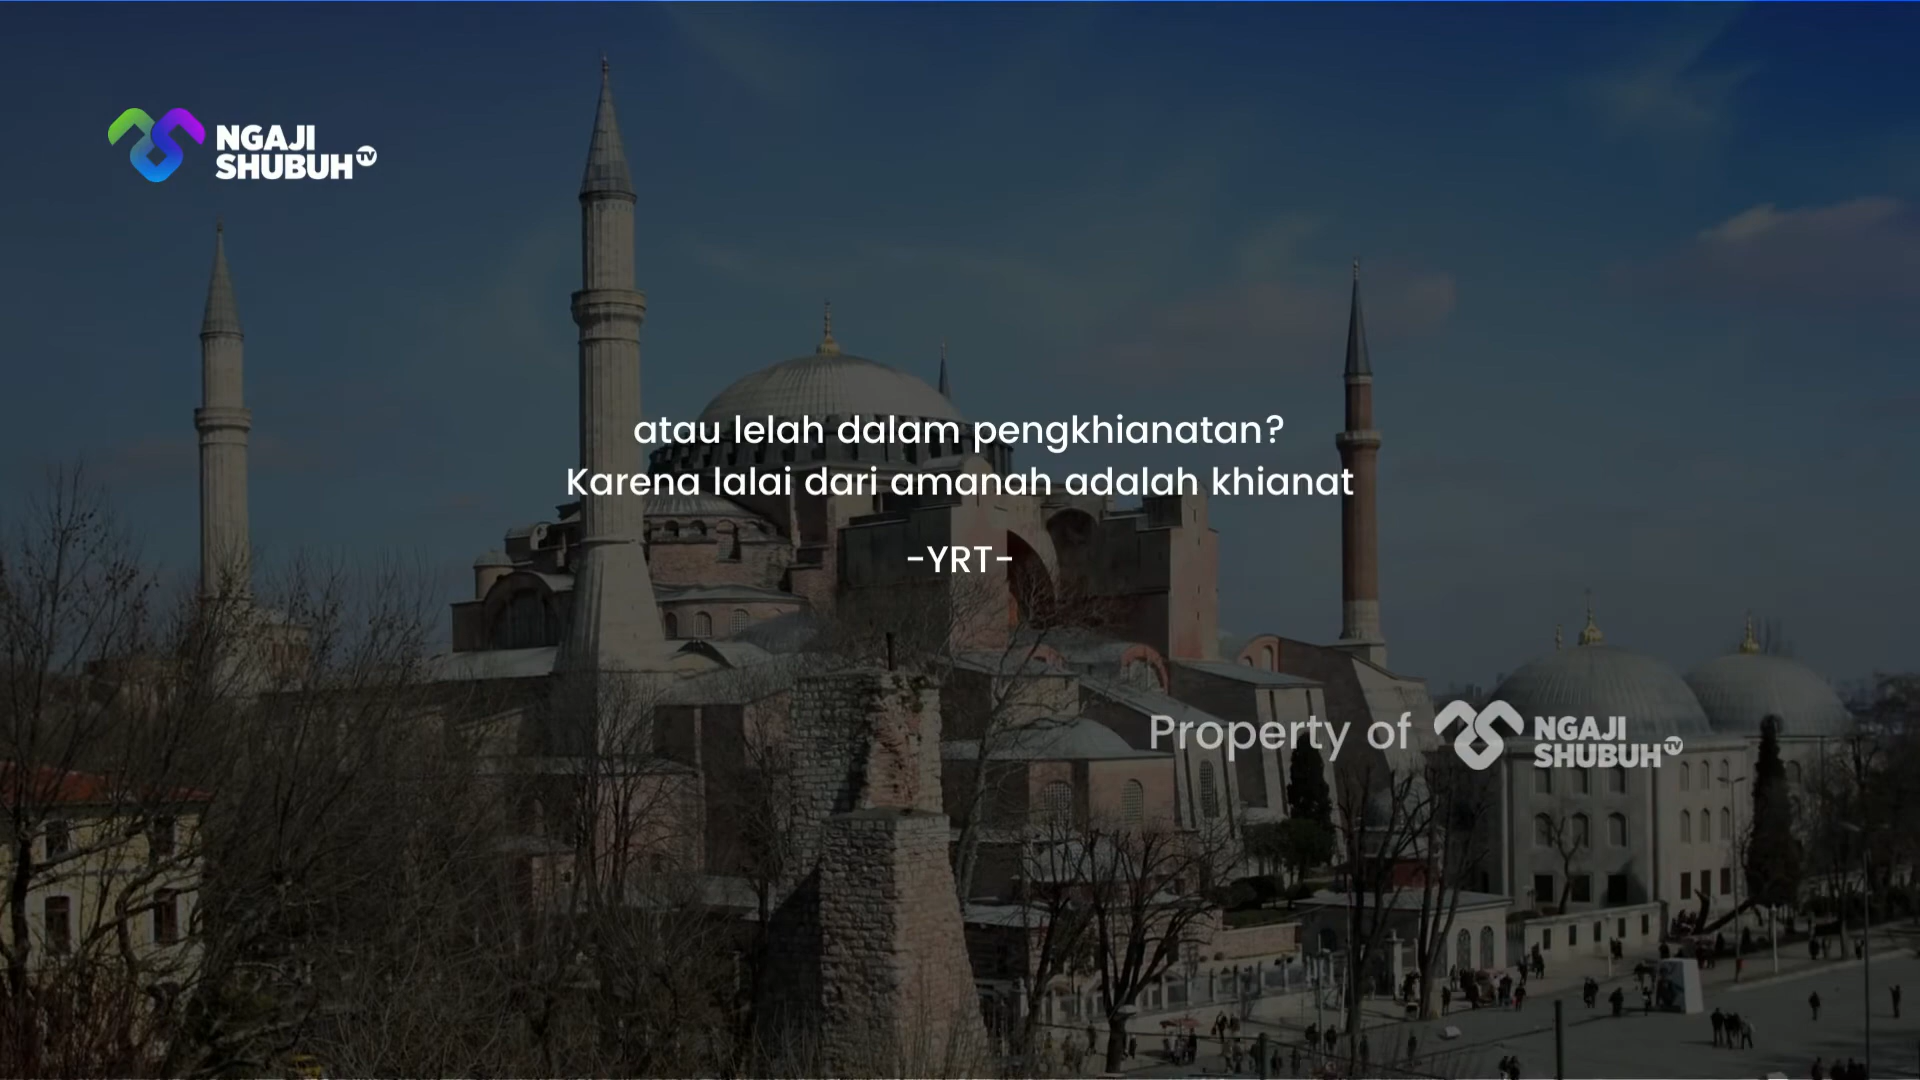 NGAJI
SHUBUH TV
atau lelah dalam pengkhianatan?
Karena lalai dari amanah adalah khianat
-YRT-
Property of NGAJI
SHUBUH TV